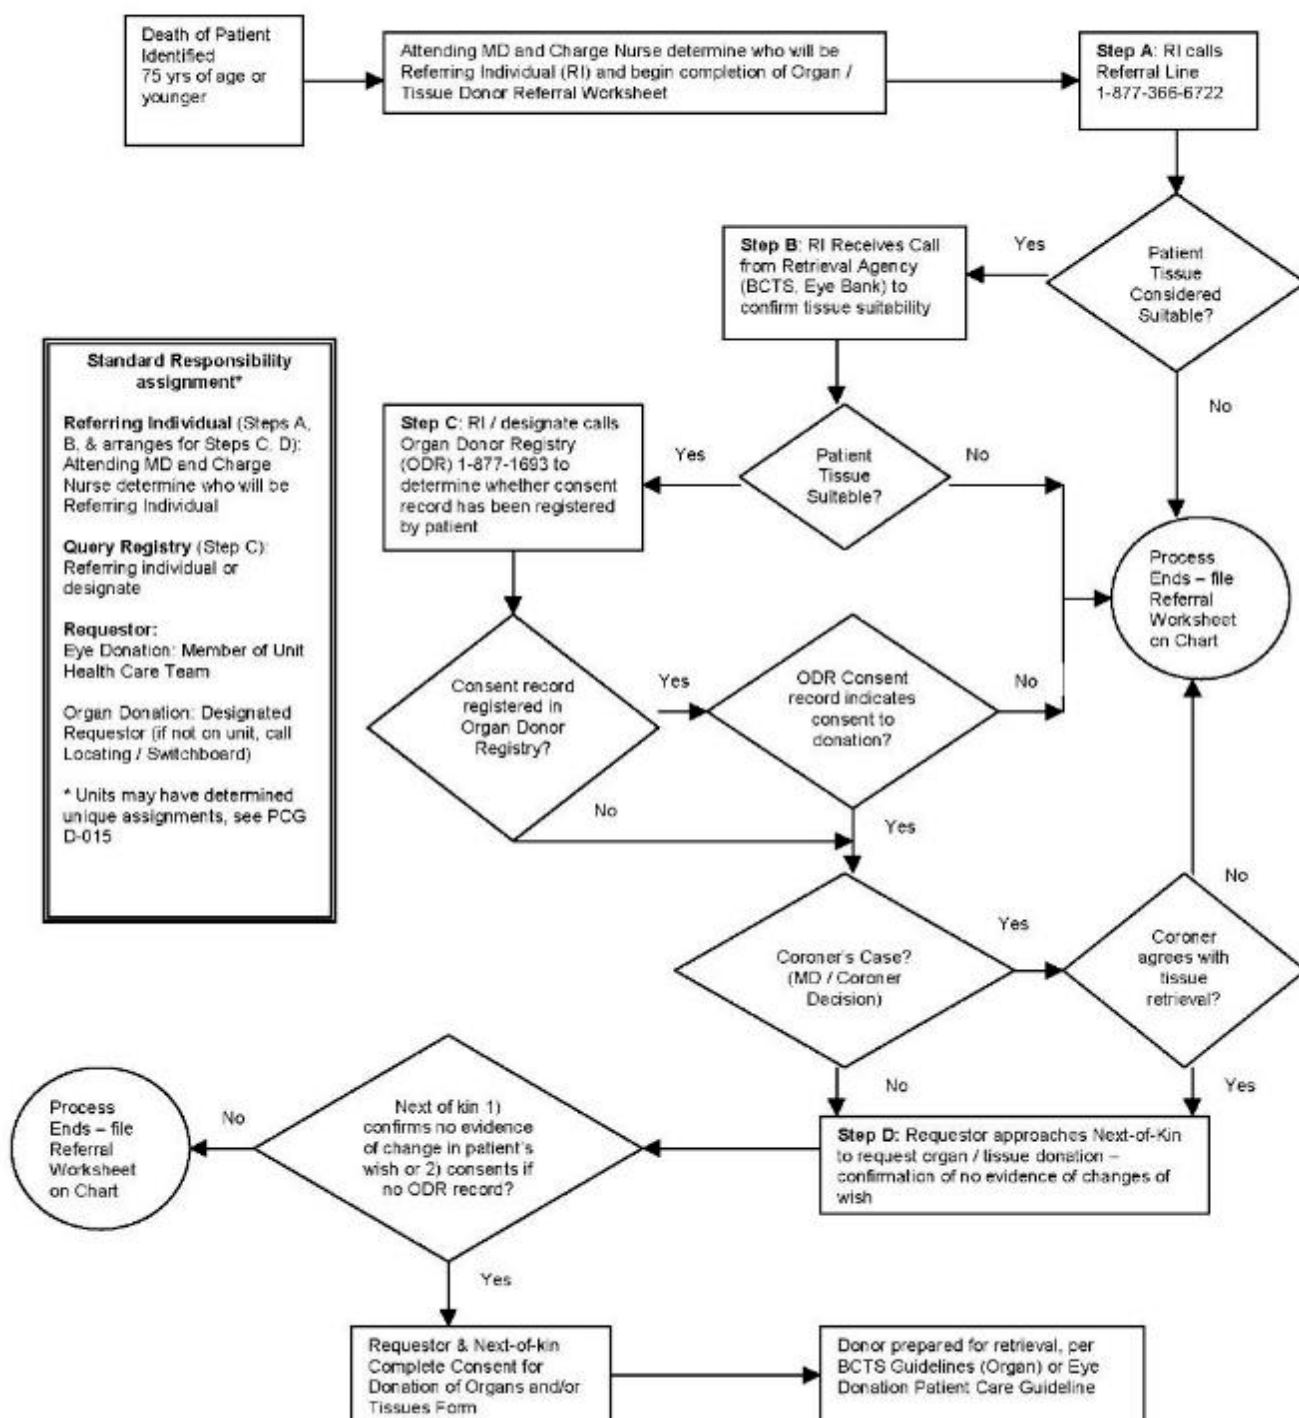 Death of Patient
Identified
75 yrs of age or
younger
Attending MD and Charge Nurse determine who will be
Referring Individual (RI) and begin completion of Organ /
Tissue Donor Referral Worksheet
Step A: RI calls
Referral Line
1-877-366-6722
Patient
Tissue
Considered
Suitable?
Yes
No
Step B: RI Receives Call
from Retrieval Agency
(BCTS, Eye Bank) to
confirm tissue suitability
Patient
Tissue
Suitable?
Yes
No
Step C: RI / designate calls
Organ Donor Registry
(ODR) 1-877-1693 to
determine whether consent
record has been registered
by patient
Standard Responsibility
assignment*
Referring Individual (Steps A,
B, & arranges for Steps C, D):
Attending MD and Charge
Nurse determine who will be
Referring Individual
Query Registry (Step C):
Referring individual or
designate
Requestor:
Eye Donation: Member of Unit
Health Care Team
Organ Donation: Designated
Requestor (if not on unit, call
Locating / Switchboard)
* Units may have determined
unique assignments, see PCG
D-015
Process
Ends – file
Referral
Worksheet
on Chart
Consent record
registered in
Organ Donor
Registry?
Yes
No
ODR Consent
record indicates
consent to
donation?
No
Yes
Coroner's Case?
(MD / Coroner
Decision)
Yes
No
Coroner
agrees with
tissue
retrieval?
No
Yes
Step D: Requestor approaches Next-of-Kin
to request organ / tissue donation –
confirmation of no evidence of changes of
wish
Next of kin 1)
confirms no evidence
of change in patient's
wish or 2) consents if
no ODR record?
No
Yes
Process
Ends – file
Referral
Worksheet
on Chart
Requestor & Next-of-kin
Complete Consent for
Donation of Organs and/or
Tissues Form
Donor prepared for retrieval, per
BCTS Guidelines (Organ) or Eye
Donation Patient Care Guideline